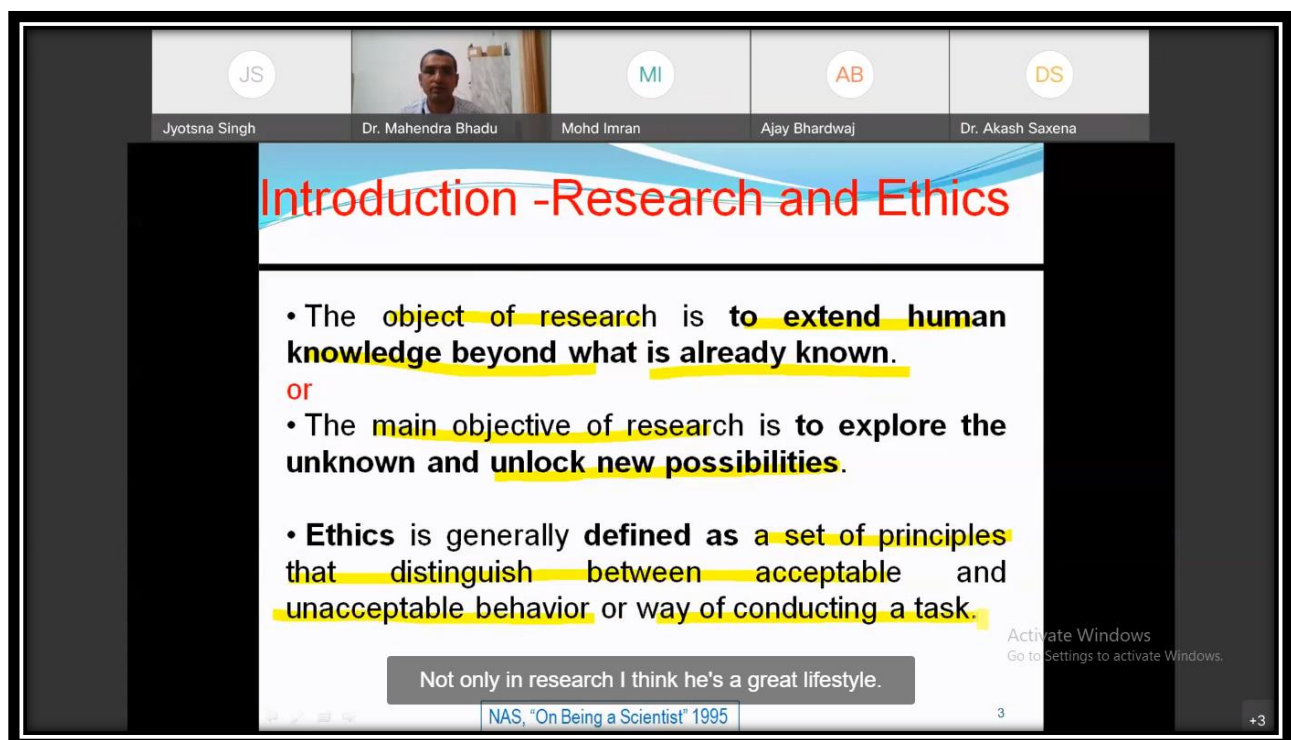 JS
MI
AB
DS
Jyotsna Singh
Dr. Mahendra Bhadu
Mohd Imran
Ajay Bhardwaj
Dr. Akash Saxena
Introduction -Research and Ethics
• The object of research is to extend human
knowledge beyond what is already known.
or
• The main objective of research is to explore the
unknown and unlock new possibilities.
• Ethics is generally defined as a set of principles
that distinguish between acceptable and
unacceptable behavior or way of conducting a task.
Activate Windows
Go to Settings to activate Windows.
Not only in research I think he's a great lifestyle.
NAS, "On Being a Scientist" 1995
3
+3